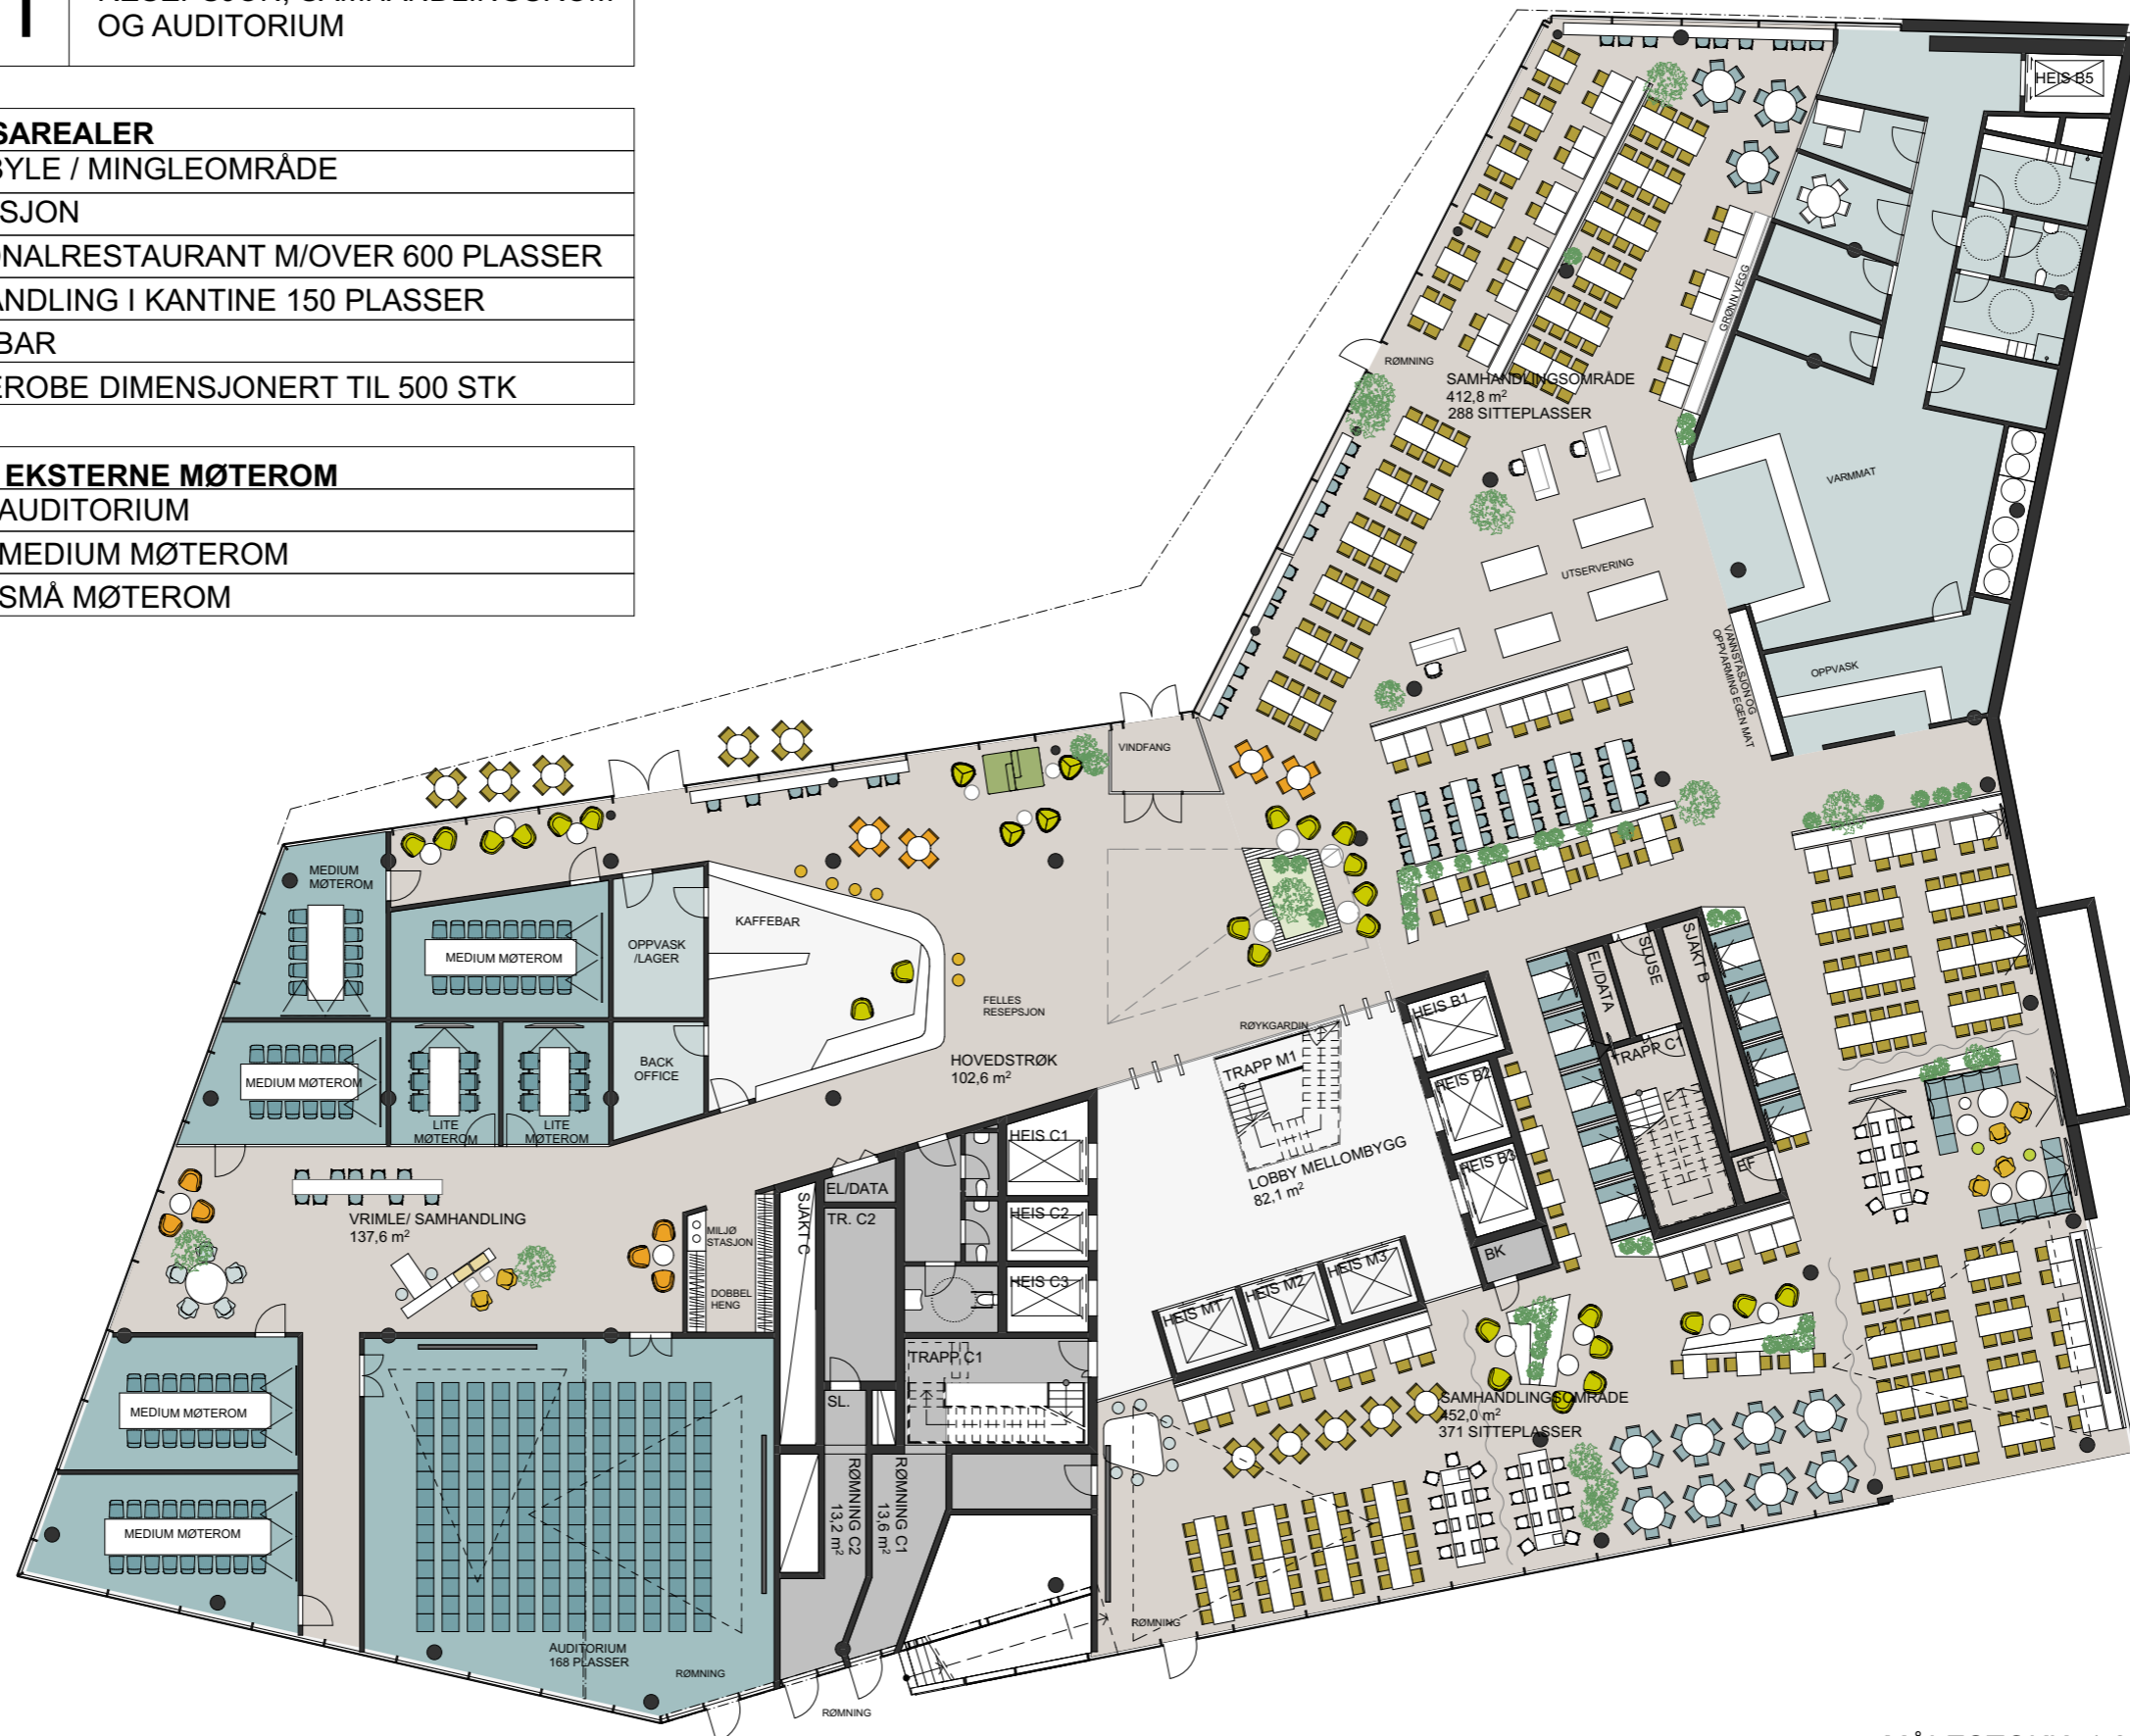 OG AUDITORIUM
SAREALER
BYLE / MINGLEOMRÅDE
SJON
NALRESTAURANT M/OVER 600 PLASSER
NDLING I KANTINE 150 PLASSER
BAR
EROBE DIMENSJONERT TIL 500 STK
EKSTERNE MØTEROM
AUDITORIUM
MEDIUM MØTEROM
SMÅ MØTEROM
HEIS B5
GRØNN VEGG
RØMNING
SAMHANDLINGSOMRÅDE
412,8 m²
288 SITTEPLASSER
VARMMAT
UTSERVERING
VANNSTASJON OG
OPPVARMING EGEN MAT
OPPVASK
VINDFANG
MEDIUM
MØTEROM
MEDIUM MØTEROM
OPPVASK
/LAGER
KAFFEBAR
FELLES
RESEPSJON
MEDIUM MØTEROM
LITE
MØTEROM
LITE
MØTEROM
BACK
OFFICE
HOVEDSTRØK
102,6 m²
RØYKGARDIN
TRAPP M1
HEIS B1
HEIS B2
HEIS B3
LOBBY MELLOMBYGG
82,1 m²
EL/DATA
SLUSE
SJAKT B
TRAPP C1
EF
BK
HEIS C1
HEIS C2
HEIS C3
HEIS M1
HEIS M2
HEIS M3
EL/DATA
TR. C2
SJAKT C
VRIMLE/ SAMHANDLING
137,6 m²
MILJØ
STASJON
DOBBEL
HENG
TRAPP C1
SL.
MEDIUM MØTEROM
MEDIUM MØTEROM
AUDITORIUM
168 PLASSER
RØMNING
RØMNING C2
13,2 m²
RØMNING C1
13,6 m²
RØMNING
RØMNING
SAMHANDLINGSOMRÅDE
452,0 m²
371 SITTEPLASSER